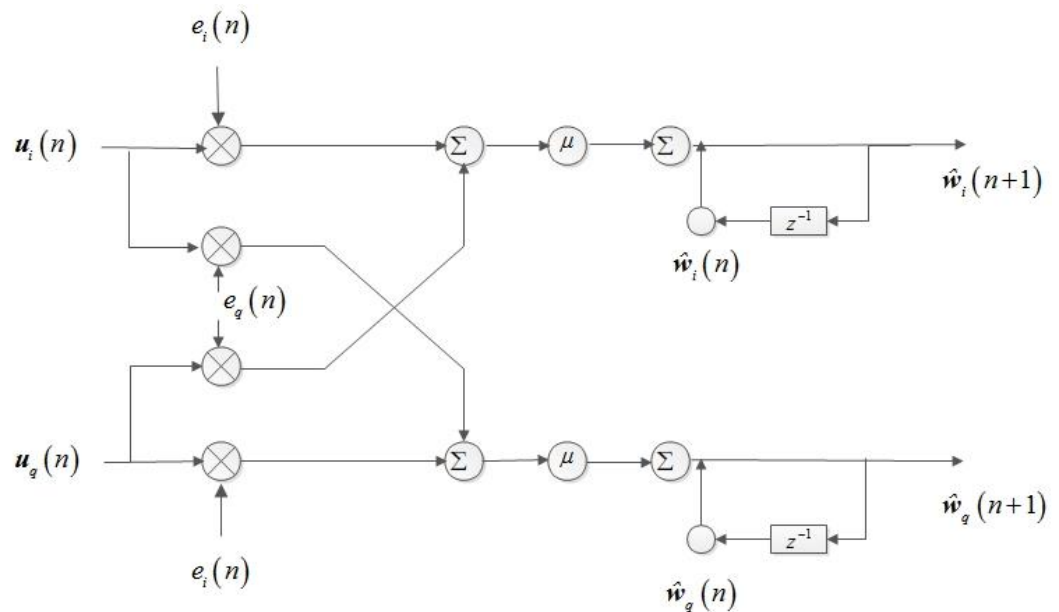 e_i(n)
u_i(n)
Σ
μ
Σ
ŵ_i(n+1)
z⁻¹
ŵ_i(n)
e_q(n)
u_q(n)
Σ
μ
Σ
ŵ_q(n+1)
z⁻¹
e_i(n)
ŵ_q(n)